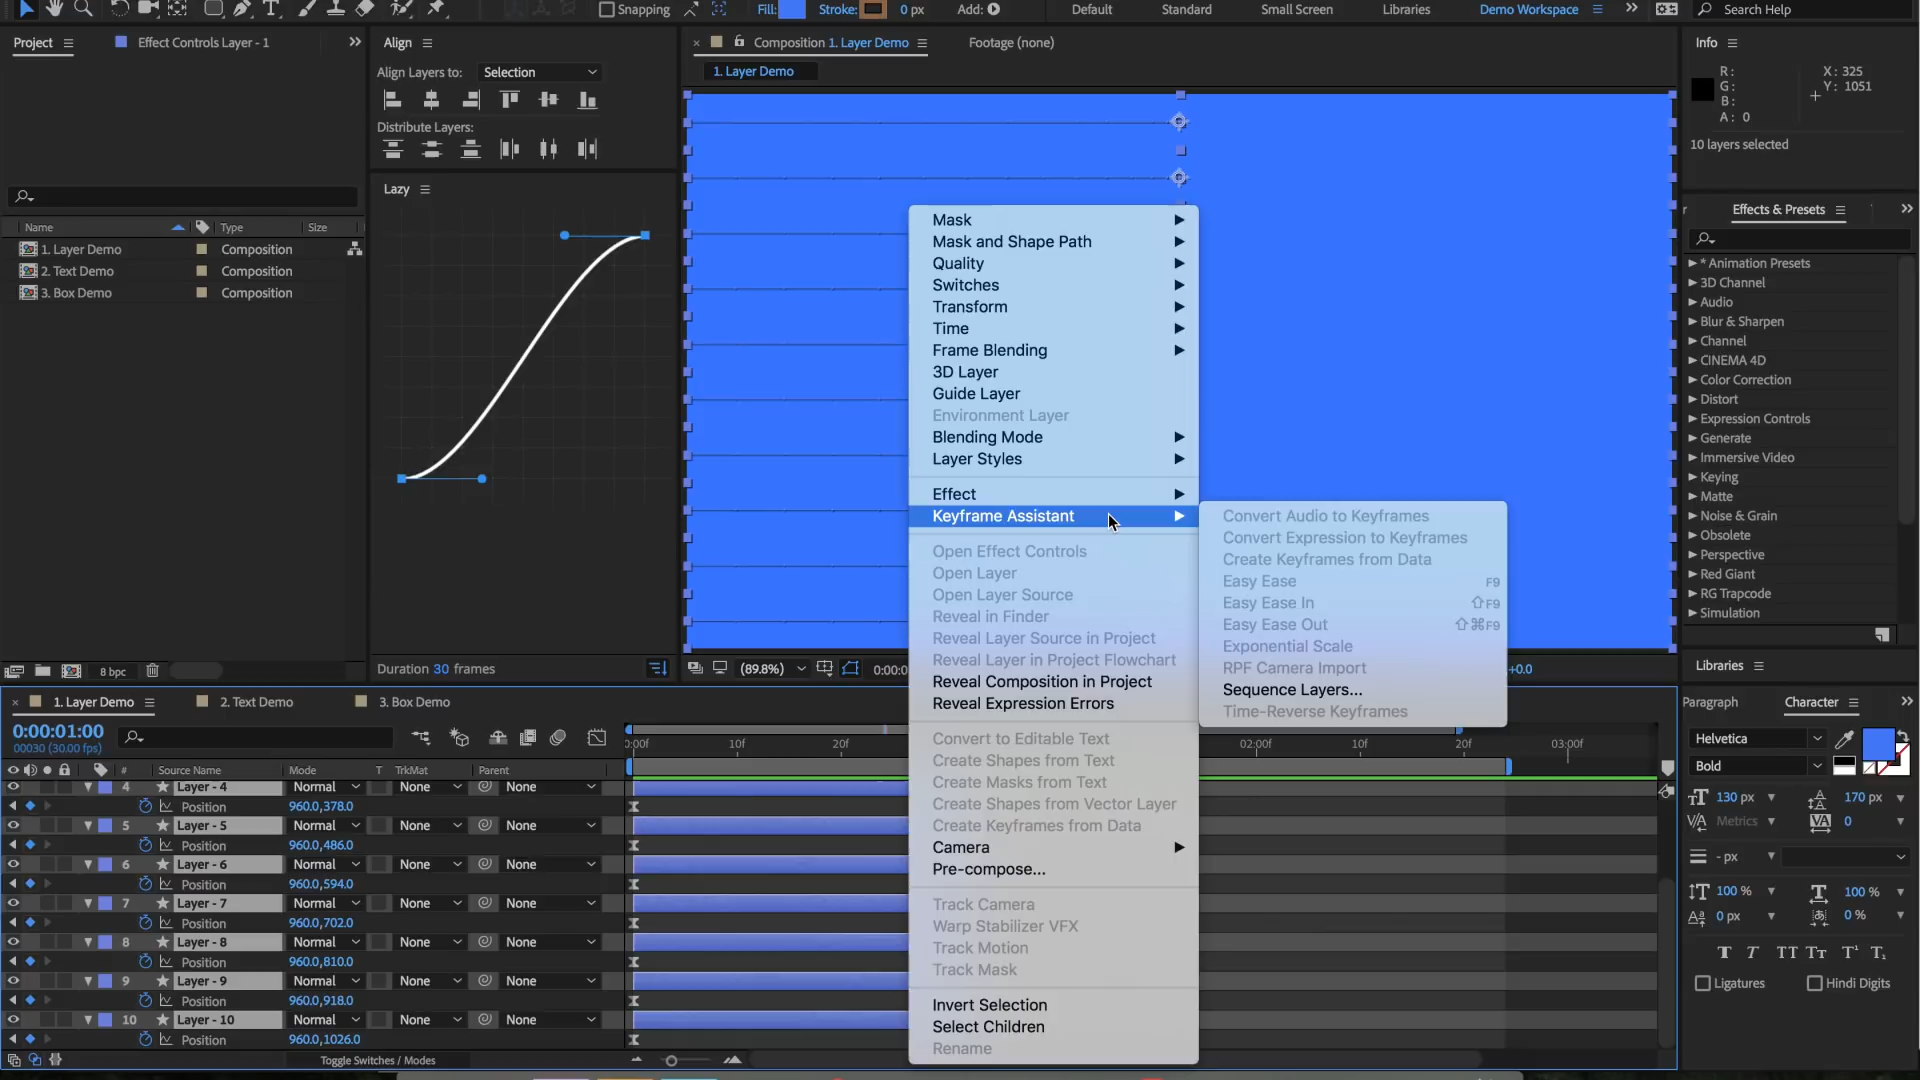 Snapping
Fill:
Stroke:
0 px
Add:
Default
Standard
Small Screen
Libraries
Demo Workspace
Search Help
Project
Effect Controls Layer - 1
Name
Type
Size
1. Layer Demo
Composition
2. Text Demo
Composition
3. Box Demo
Composition
8 bpc
Align
Align Layers to:
Selection
Distribute Layers:
Lazy
Duration 30 frames
Composition 1. Layer Demo
Footage (none)
1. Layer Demo
(89.8%)
+0.0
Mask
Mask and Shape Path
Quality
Switches
Transform
Time
Frame Blending
3D Layer
Guide Layer
Environment Layer
Blending Mode
Layer Styles
Effect
Keyframe Assistant
Open Effect Controls
Open Layer
Open Layer Source
Reveal in Finder
Reveal Layer Source in Project
Reveal Layer in Project Flowchart
Reveal Composition in Project
Reveal Expression Errors
Convert to Editable Text
Create Shapes from Text
Create Masks from Text
Create Shapes from Vector Layer
Create Keyframes from Data
Camera
Pre-compose...
Track Camera
Warp Stabilizer VFX
Track Motion
Track Mask
Invert Selection
Select Children
Rename
Convert Audio to Keyframes
Convert Expression to Keyframes
Create Keyframes from Data
Easy Ease F9
Easy Ease In ⇧F9
Easy Ease Out ⇧⌘F9
Exponential Scale
RPF Camera Import
Sequence Layers...
Time-Reverse Keyframes
Info
R:
G:
B:
A: 0
X: 325
Y: 1051
10 layers selected
Effects & Presets
* Animation Presets
3D Channel
Audio
Blur & Sharpen
Channel
CINEMA 4D
Color Correction
Distort
Expression Controls
Generate
Immersive Video
Keying
Matte
Noise & Grain
Obsolete
Perspective
Red Giant
RG Trapcode
Simulation
Libraries
Paragraph
Character
Helvetica
Bold
130 px
170 px
Metrics
0
- px
100 %
100 %
0 px
0 %
Ligatures
Hindi Digits
1. Layer Demo
2. Text Demo
3. Box Demo
0:00:01:00
00030 (30.00 fps)
#
Source Name
Mode
T
TrkMat
Parent
0:00f
10f
20f
02:00f
10f
20f
03:00f
4 Layer - 4 Normal None None
Position 960.0,378.0
5 Layer - 5 Normal None None
Position 960.0,486.0
6 Layer - 6 Normal None None
Position 960.0,594.0
7 Layer - 7 Normal None None
Position 960.0,702.0
8 Layer - 8 Normal None None
Position 960.0,810.0
9 Layer - 9 Normal None None
Position 960.0,918.0
10 Layer - 10 Normal None None
Position 960.0,1026.0
Toggle Switches / Modes